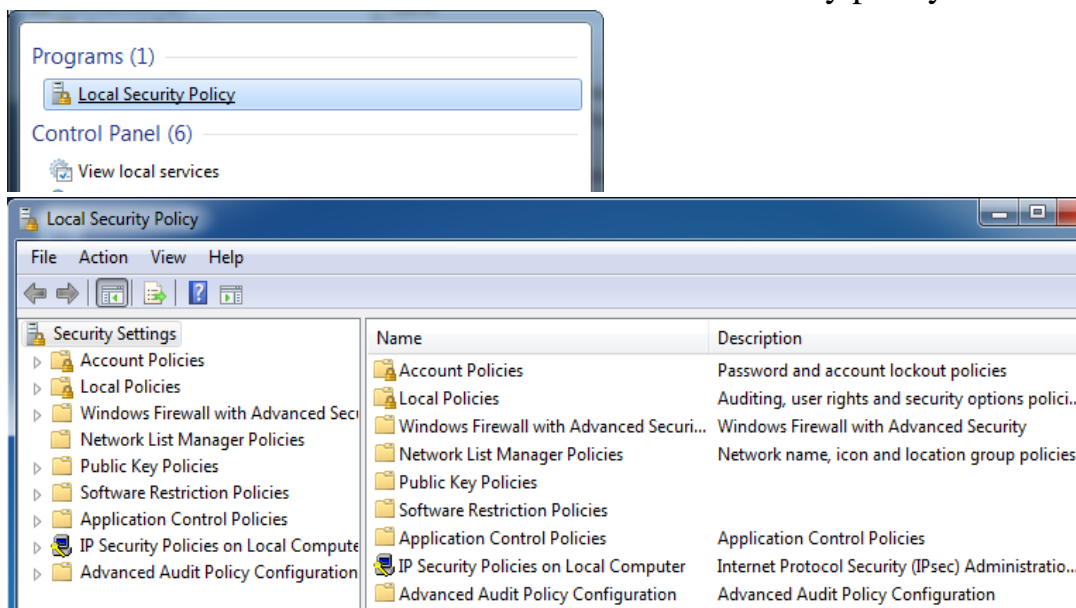 y p y
Programs (1)
Local Security Policy
Control Panel (6)
View local services
Local Security Policy
File Action View Help
Security Settings
Account Policies
Local Policies
Windows Firewall with Advanced Secu
Network List Manager Policies
Public Key Policies
Software Restriction Policies
Application Control Policies
IP Security Policies on Local Compute
Advanced Audit Policy Configuration
Name Description
Account Policies Password and account lockout policies
Local Policies Auditing, user rights and security options polici...
Windows Firewall with Advanced Securi... Windows Firewall with Advanced Security
Network List Manager Policies Network name, icon and location group policies
Public Key Policies
Software Restriction Policies
Application Control Policies Application Control Policies
IP Security Policies on Local Computer Internet Protocol Security (IPsec) Administratio...
Advanced Audit Policy Configuration Advanced Audit Policy Configuration